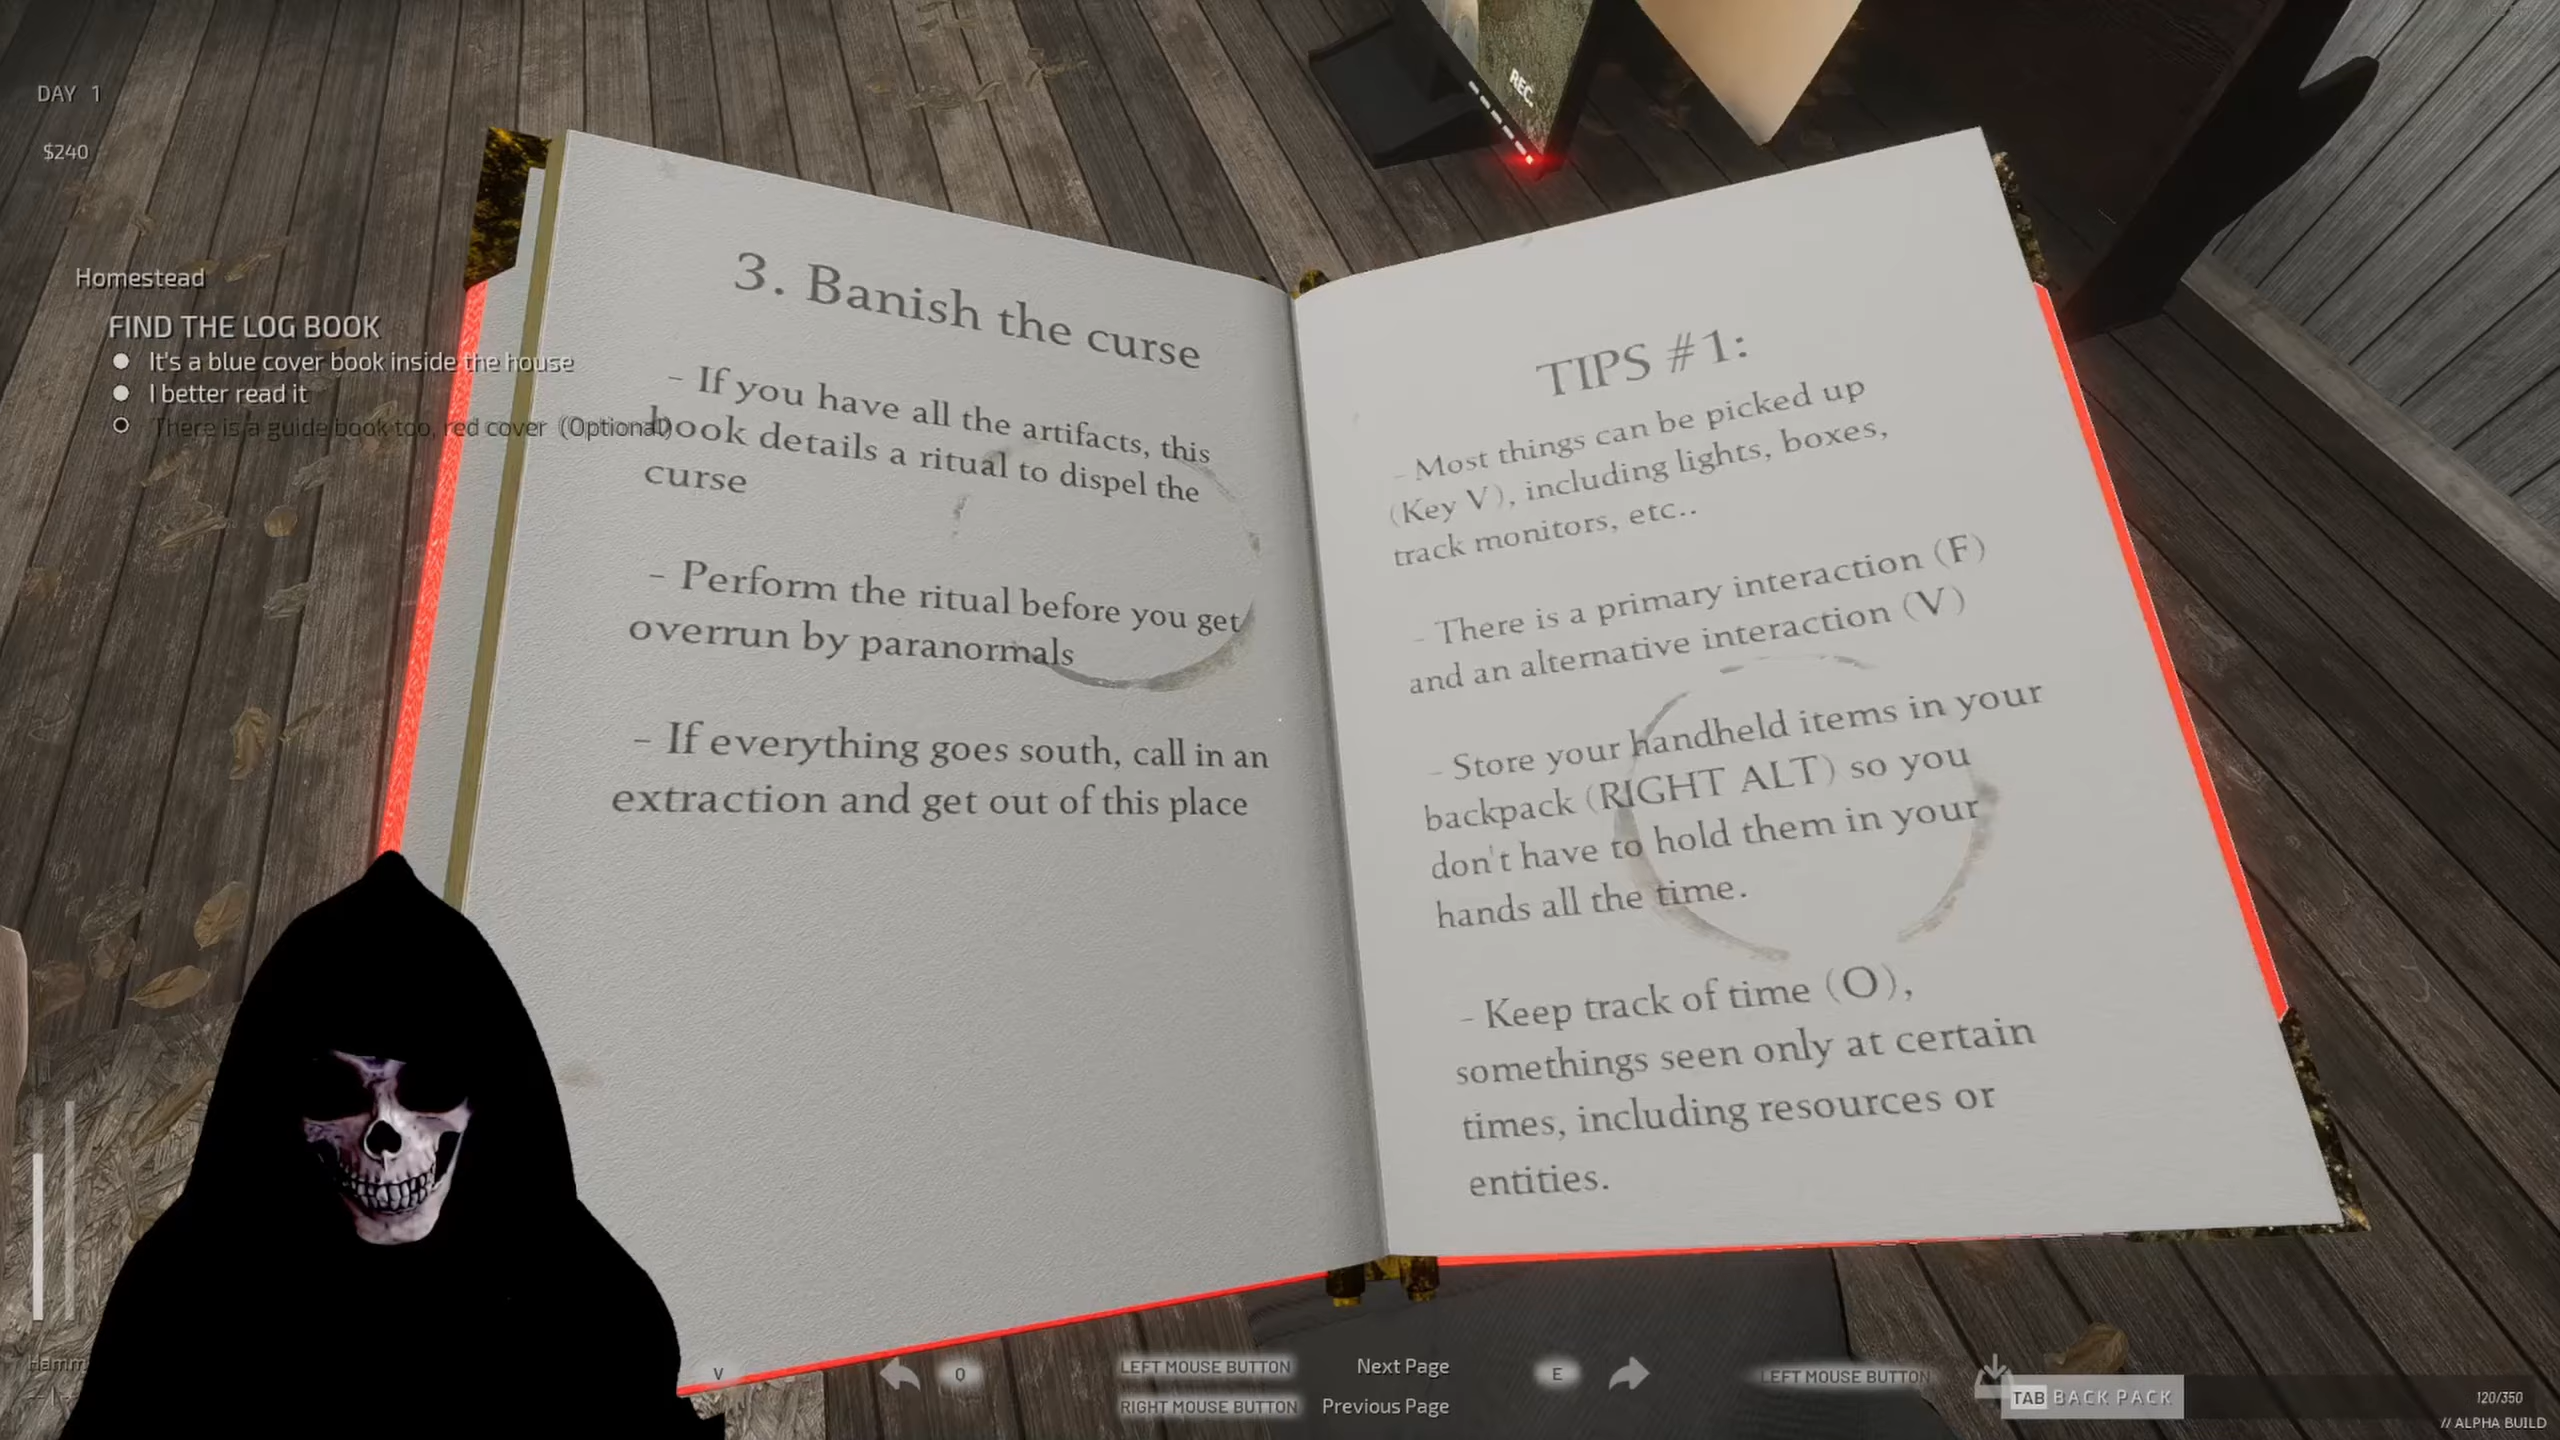 DAY 1
$240
Homestead
FIND THE LOG BOOK
It's a blue cover book inside the house
I better read it
There is a guide book too, red cover (Optional)
REC.
3. Banish the curse
- If you have all the artifacts, this
book details a ritual to dispel the
curse
- Perform the ritual before you get
overrun by paranormals
- If everything goes south, call in an
extraction and get out of this place
TIPS #1:
- Most things can be picked up
(Key V), including lights, boxes,
track monitors, etc..
- There is a primary interaction (F)
and an alternative interaction (V)
- Store your handheld items in your
backpack (RIGHT ALT) so you
don't have to hold them in your
hands all the time.
- Keep track of time (O),
somethings seen only at certain
times, including resources or
entities.
Hamm
V
Q
LEFT MOUSE BUTTON Next Page
RIGHT MOUSE BUTTON Previous Page
E
LEFT MOUSE BUTTON
TAB BACK PACK
120/350
// ALPHA BUILD